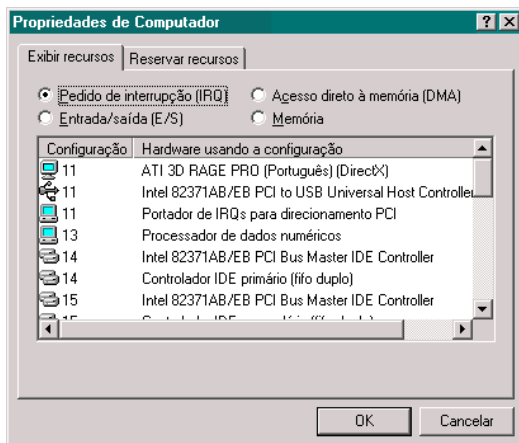 Propriedades de Computador
Exibir recursos Reservar recursos
Pedido de interrupção (IRQ) Acesso direto à memória (DMA)
Entrada/saída (E/S) Memória
Configuração Hardware usando a configuração
11 ATI 3D RAGE PRO (Português) (DirectX)
11 Intel 82371AB/EB PCI to USB Universal Host Controller
11 Portador de IRQs para direcionamento PCI
13 Processador de dados numéricos
14 Intel 82371AB/EB PCI Bus Master IDE Controller
14 Controlador IDE primário (fifo duplo)
15 Intel 82371AB/EB PCI Bus Master IDE Controller
OK Cancelar